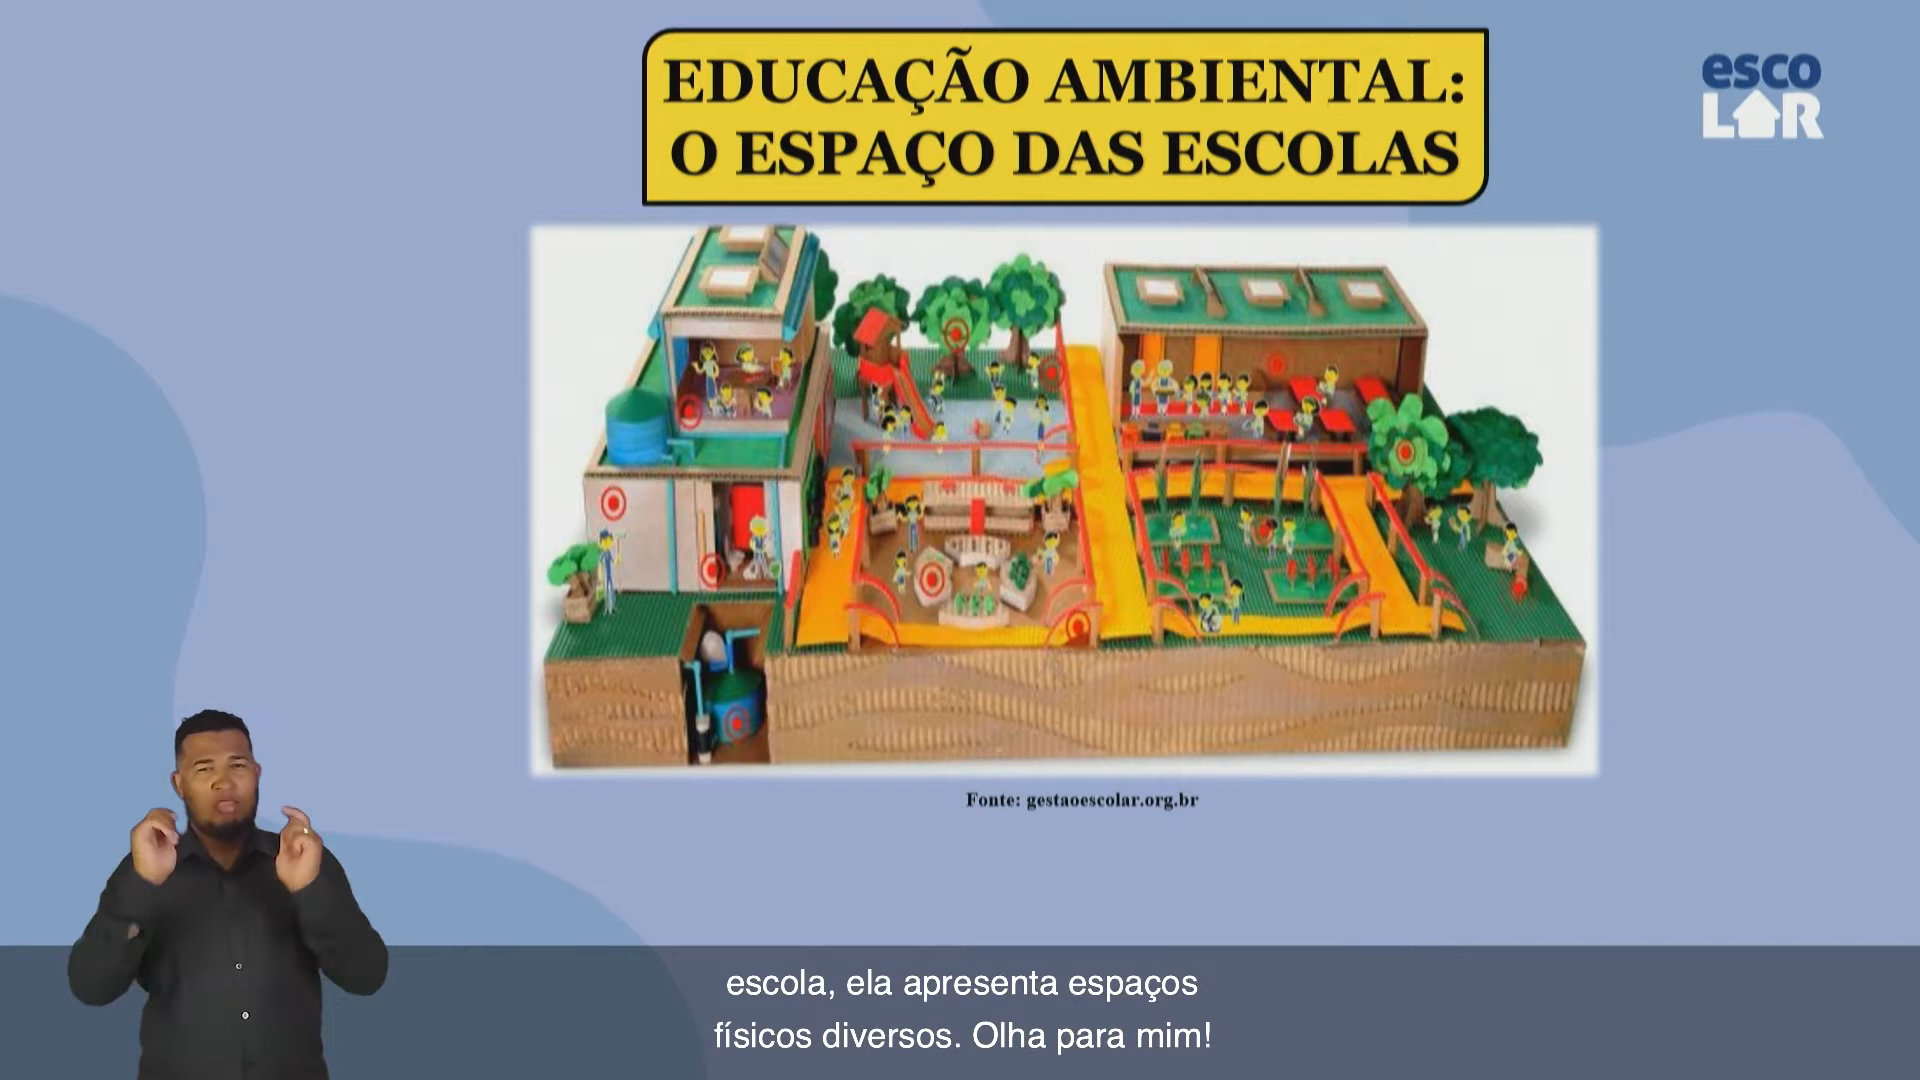 EDUCAÇÃO AMBIENTAL:
O ESPAÇO DAS ESCOLAS
esco
LAR
Fonte: gestaoescolar.org.br
escola, ela apresenta espaços
físicos diversos. Olha para mim!